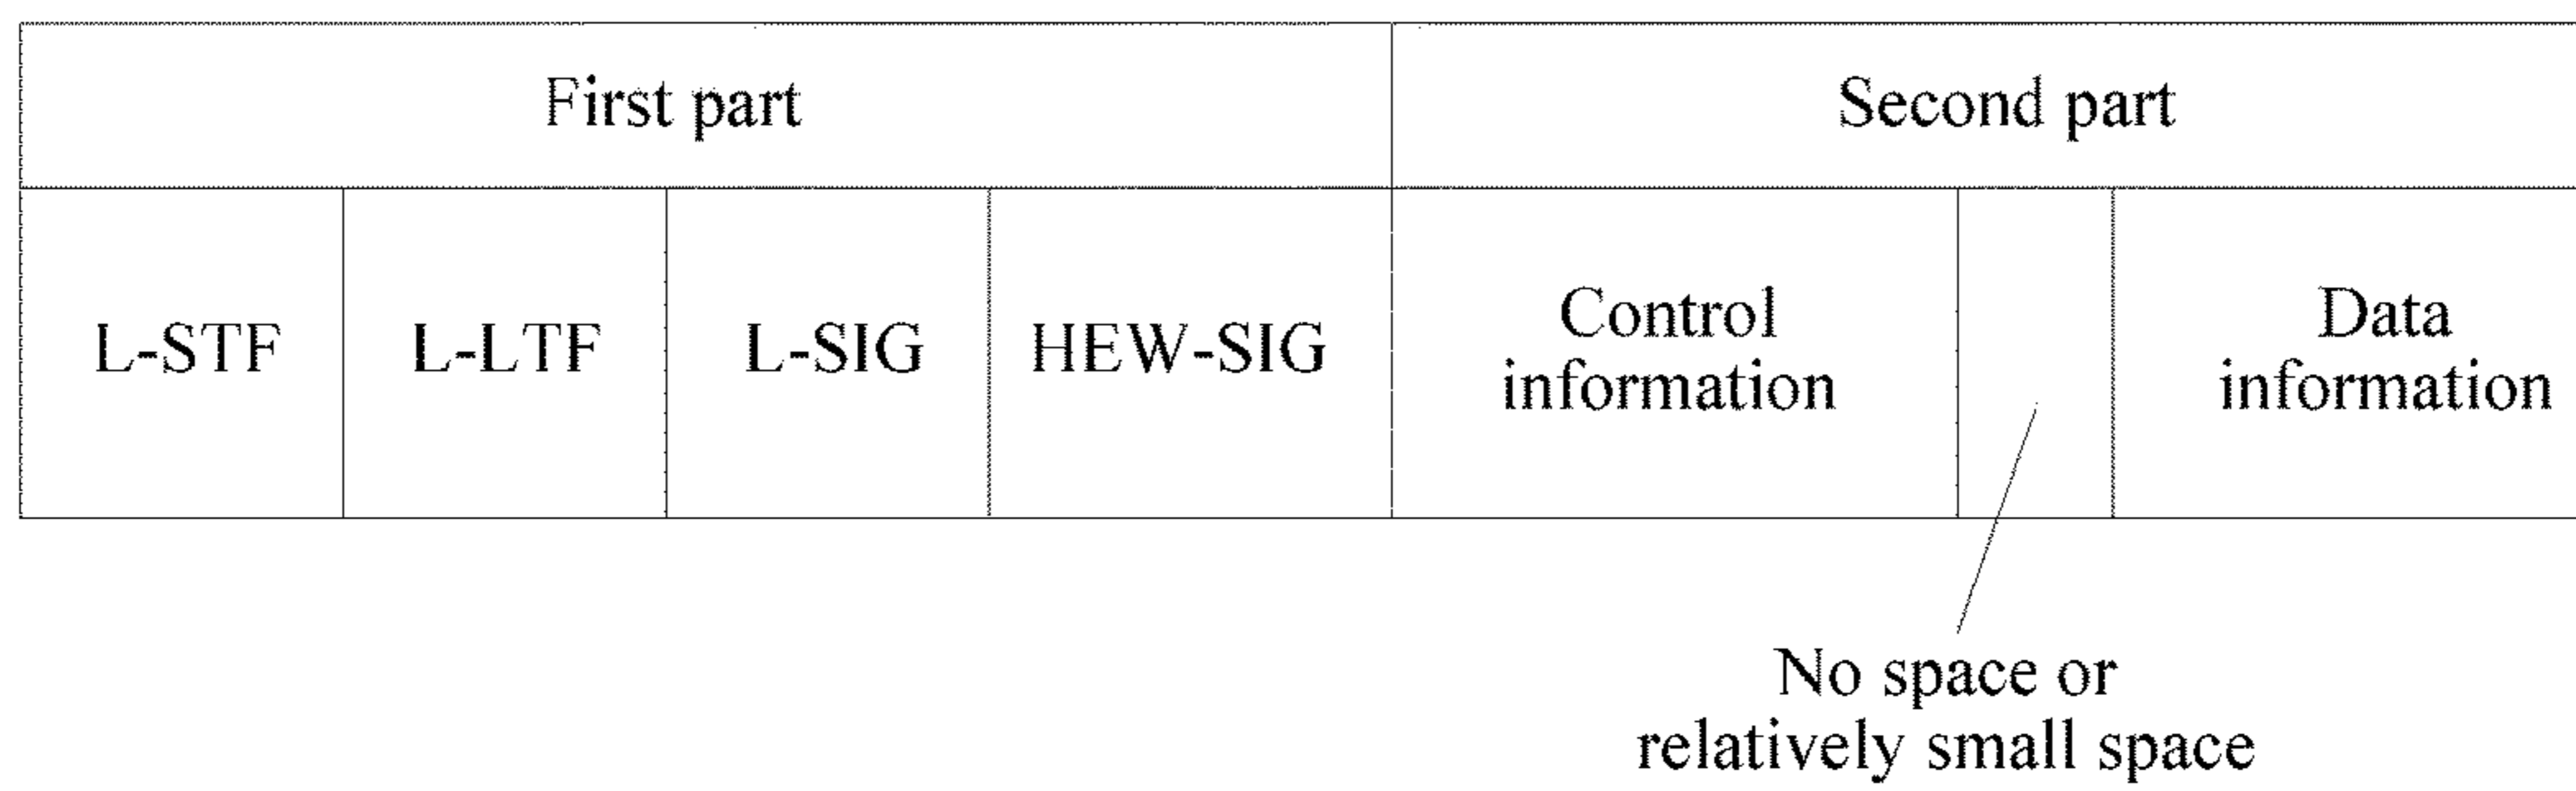 First part
Second part
L-STF
L-LTF
L-SIG
HEW-SIG
Control
information
Data
information
No space or
relatively small space